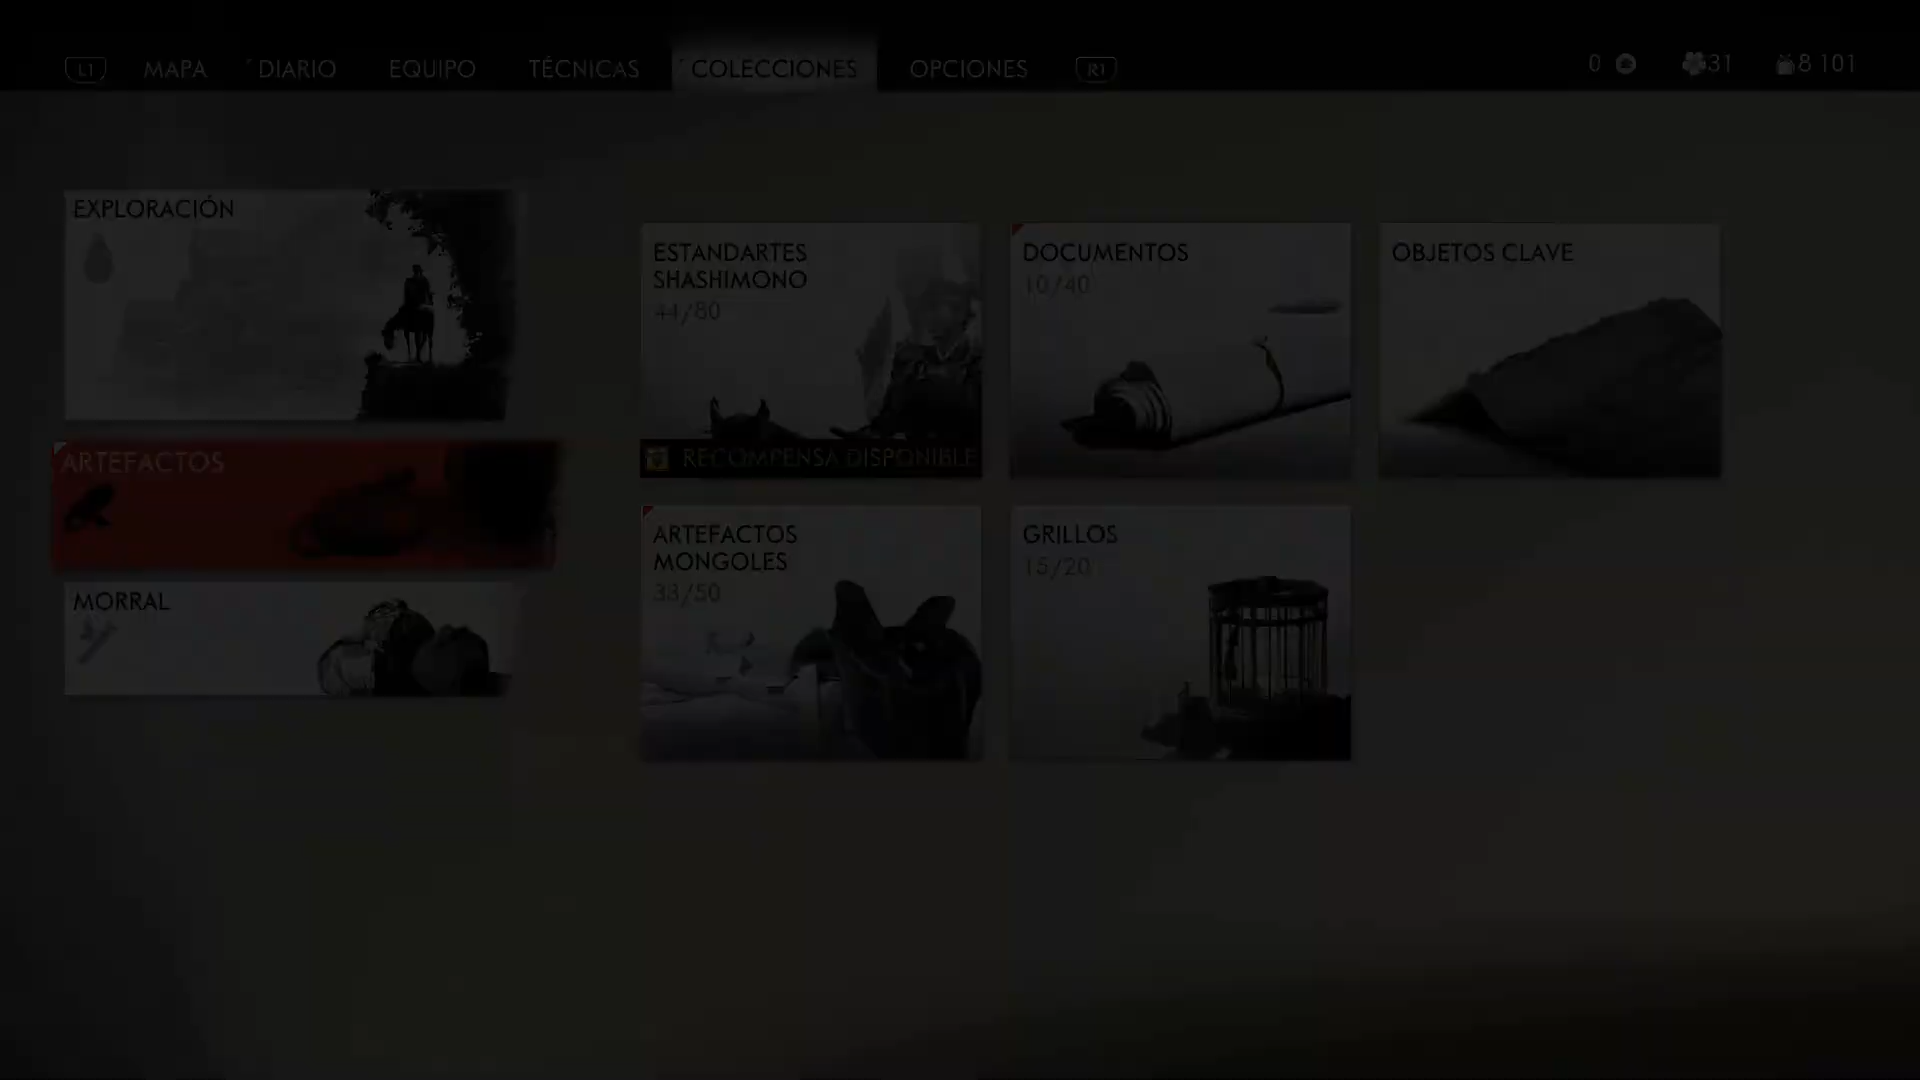 L1 MAPA DIARIO EQUIPO TÉCNICAS COLECCIONES OPCIONES R1 0 31 8 101
EXPLORACIÓN
ARTEFACTOS
MORRAL
ESTANDARTES
SHASHIMONO
44/80
RECOMPENSA DISPONIBLE
DOCUMENTOS
10/40
OBJETOS CLAVE
ARTEFACTOS
MONGOLES
33/50
GRILLOS
15/20